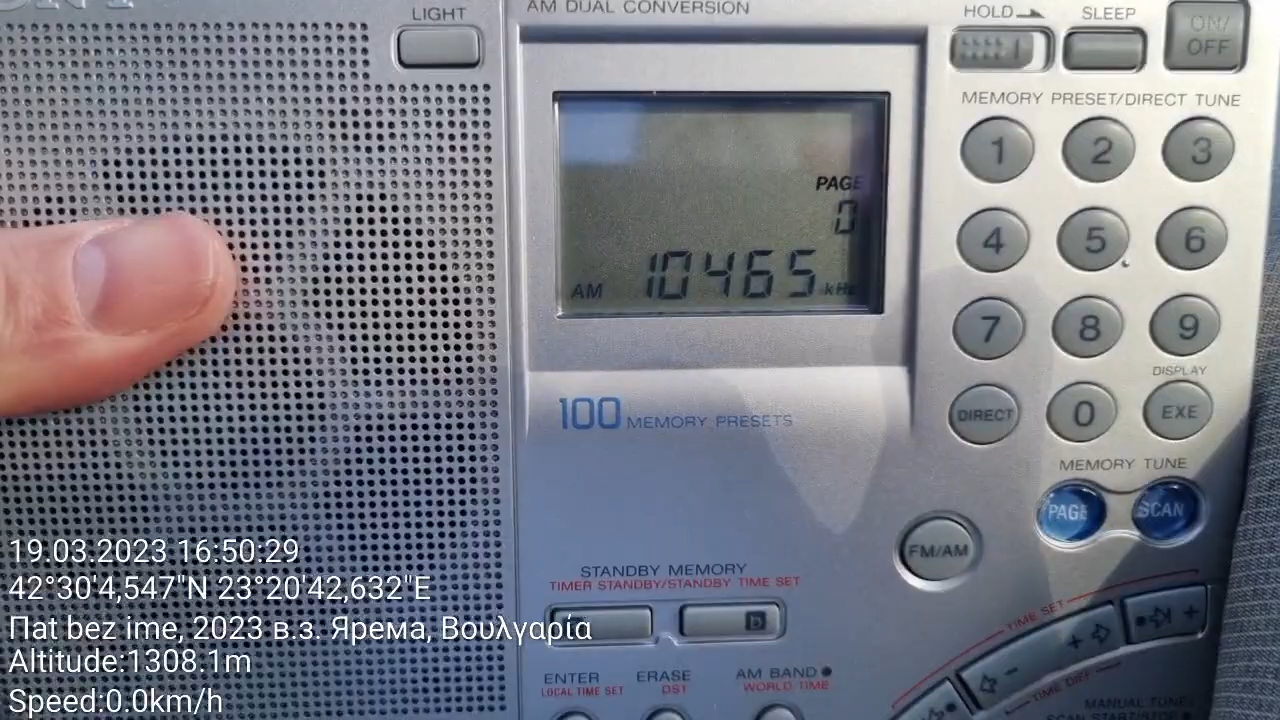 LIGHT
AM DUAL CONVERSION
HOLD
SLEEP
ON/
OFF
MEMORY PRESET/DIRECT TUNE
1 2 3
PAGE
0
4 5 6
AM 10465 kHz
7 8 9
DISPLAY
DIRECT 0 EXE
100 MEMORY PRESETS
MEMORY TUNE
PAGE SCAN
FM/AM
STANDBY MEMORY
TIMER STANDBY/STANDBY TIME SET
b
TIME SET
- + +
TIME DIFF
ENTER
LOCAL TIME SET
ERASE
DST
AM BAND
WORLD TIME
MANUAL TUNE/
19.03.2023 16:50:29
42°30'4,547"N 23°20'42,632"E
Паt bez ime, 2023 в.з. Ярема, Βουλγαρία
Altitude:1308.1m
Speed:0.0km/h